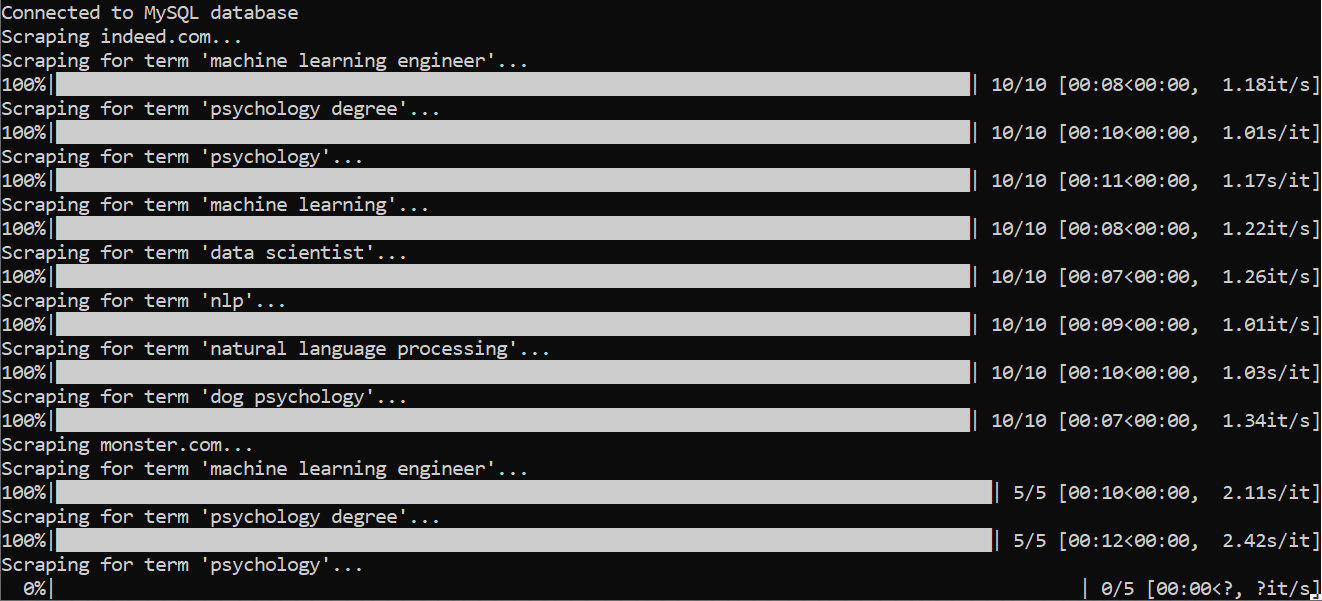 Connected to MySQL database
Scraping indeed.com...
Scraping for term 'machine learning engineer'...
100%| | 10/10 [00:08<00:00,  1.18it/s]
Scraping for term 'psychology degree'...
100%| | 10/10 [00:10<00:00,  1.01s/it]
Scraping for term 'psychology'...
100%| | 10/10 [00:11<00:00,  1.17s/it]
Scraping for term 'machine learning'...
100%| | 10/10 [00:08<00:00,  1.22it/s]
Scraping for term 'data scientist'...
100%| | 10/10 [00:07<00:00,  1.26it/s]
Scraping for term 'nlp'...
100%| | 10/10 [00:09<00:00,  1.01it/s]
Scraping for term 'natural language processing'...
100%| | 10/10 [00:10<00:00,  1.03s/it]
Scraping for term 'dog psychology'...
100%| | 10/10 [00:07<00:00,  1.34it/s]
Scraping monster.com...
Scraping for term 'machine learning engineer'...
100%| | 5/5 [00:10<00:00,  2.11s/it]
Scraping for term 'psychology degree'...
100%| | 5/5 [00:12<00:00,  2.42s/it]
Scraping for term 'psychology'...
0%| | 0/5 [00:00<?, ?it/s]